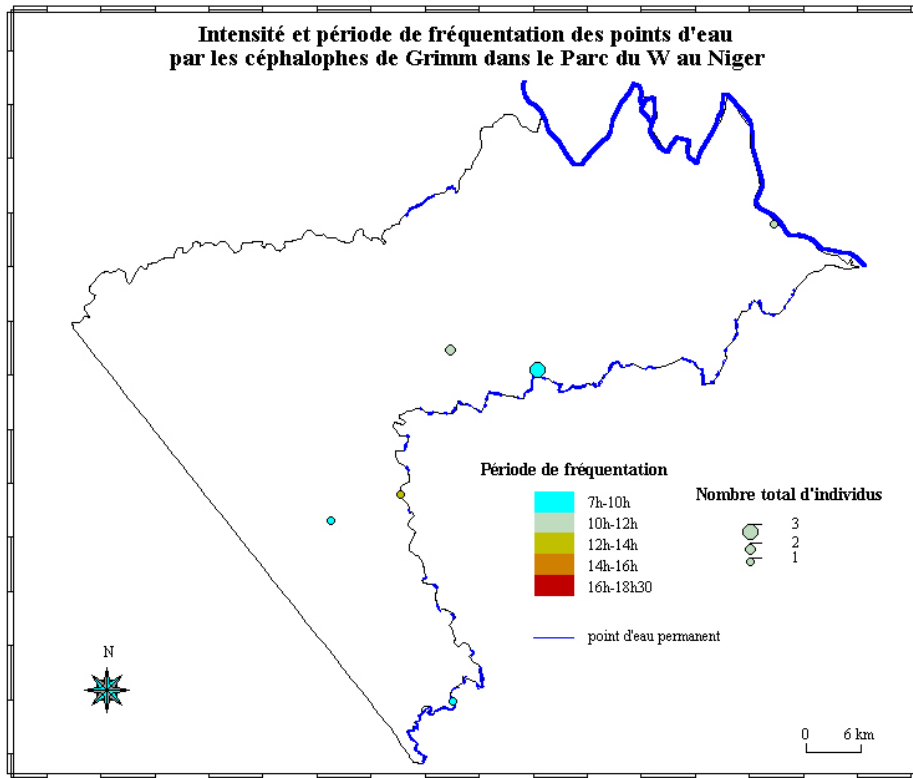 Intensité et période de fréquentation des points d'eau
par les céphalophes de Grimm dans le Parc du W au Niger
Période de fréquentation
7h-10h
10h-12h
12h-14h
14h-16h
16h-18h30
point d'eau permanent
Nombre total d'individus
3
2
1
N
0 6 km